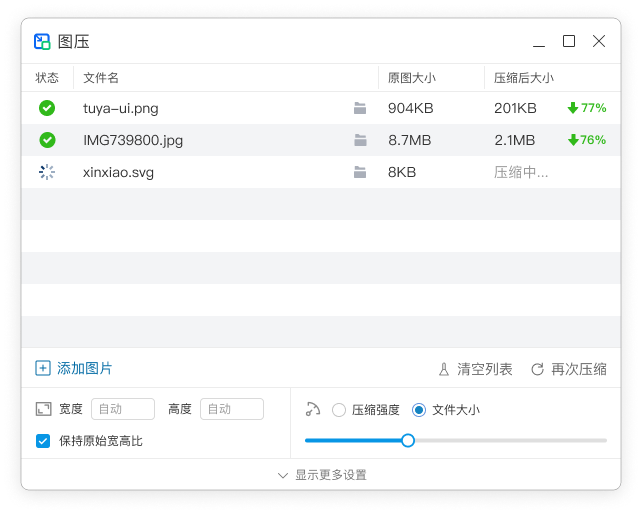 图压
状态 文件名 原图大小 压缩后大小
tuya-ui.png 904KB 201KB 77%
IMG739800.jpg 8.7MB 2.1MB 76%
xinxiao.svg 8KB 压缩中...
添加图片 清空列表 再次压缩
宽度 自动 高度 自动 压缩强度 文件大小
保持原始宽高比
显示更多设置